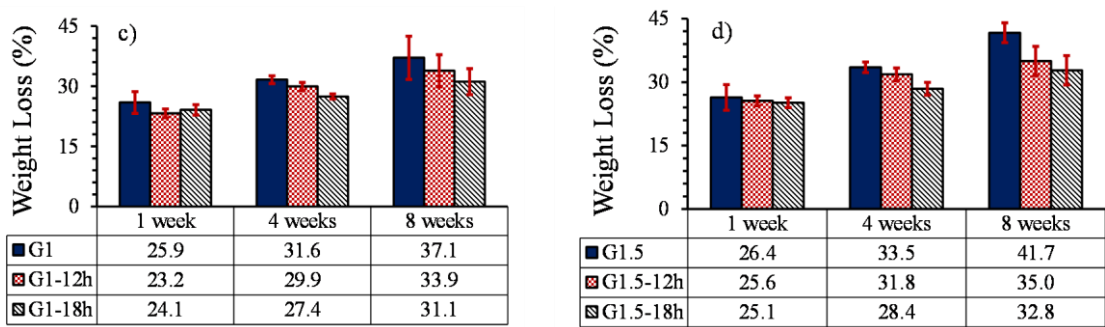 c)
Weight Loss (%)
45
30
15
0
1 week 4 weeks 8 weeks
G1 25.9 31.6 37.1
G1-12h 23.2 29.9 33.9
G1-18h 24.1 27.4 31.1
d)
Weight Loss (%)
45
30
15
0
1 week 4 weeks 8 weeks
G1.5 26.4 33.5 41.7
G1.5-12h 25.6 31.8 35.0
G1.5-18h 25.1 28.4 32.8